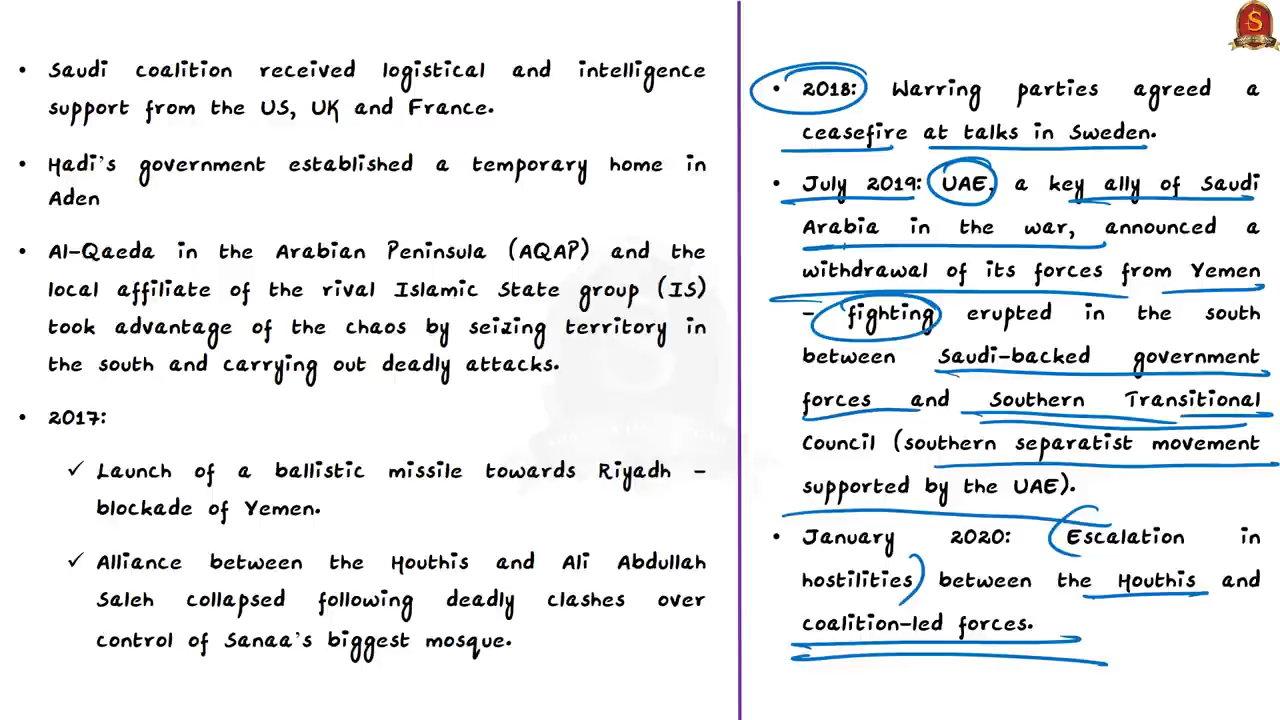 • Saudi coalition received logistical and intelligence
support from the US, UK and France.
• Hadi's government established a temporary home in
Aden
• Al-Qaeda in the Arabian Peninsula (AQAP) and the
local affiliate of the rival Islamic State group (IS)
took advantage of the chaos by seizing territory in
the south and carrying out deadly attacks.
• 2017:
✓ Launch of a ballistic missile towards Riyadh –
blockade of Yemen.
✓ Alliance between the Houthis and Ali Abdullah
Saleh collapsed following deadly clashes over
control of Sanaa's biggest mosque.
• 2018: Warring parties agreed a
ceasefire at talks in Sweden.
• July 2019: UAE, a key ally of Saudi
Arabia in the war, announced a
withdrawal of its forces from Yemen
– fighting erupted in the south
between Saudi-backed government
forces and Southern Transitional
Council (southern separatist movement
supported by the UAE).
• January 2020: Escalation in
hostilities between the Houthis and
coalition-led forces.